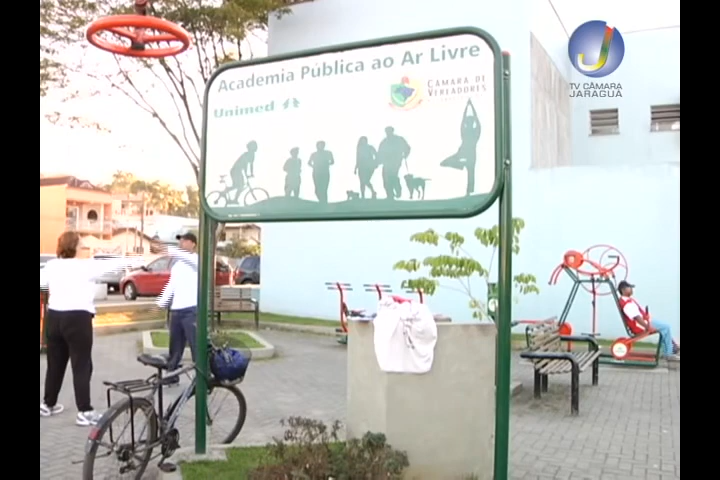 Academia Pública ao Ar Livre
Unimed
CÂMARA DE
VEREADORES
TV CÂMARA
JARAGUÁ